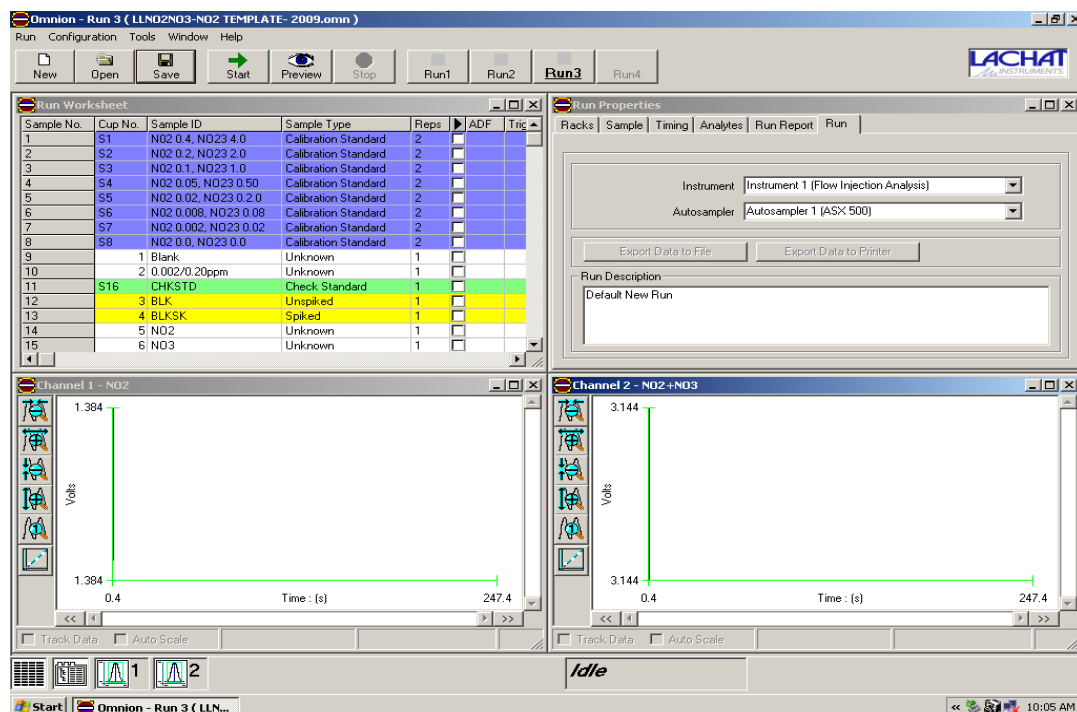 Omnion - Run 3 ( LLNO2NO3-NO2 TEMPLATE- 2009.omn )
Run Configuration Tools Window Help
New Open Save Start Preview Stop Run1 Run2 Run3 Run4
LACHAT
INSTRUMENTS
Run Worksheet
Sample No. Cup No. Sample ID Sample Type Reps ADF Trig
1 S1 NO2 0.4, NO23 4.0 Calibration Standard 2
2 S2 NO2 0.2, NO23 2.0 Calibration Standard 2
3 S3 NO2 0.1, NO23 1.0 Calibration Standard 2
4 S4 NO2 0.05, NO23 0.50 Calibration Standard 2
5 S5 NO2 0.02, NO23 0.2.0 Calibration Standard 2
6 S6 NO2 0.008, NO23 0.08 Calibration Standard 2
7 S7 NO2 0.002, NO23 0.02 Calibration Standard 2
8 S8 NO2 0.0, NO23 0.0 Calibration Standard 2
9 1 Blank Unknown 1
10 2 0.002/0.20ppm Unknown 1
11 S16 CHKSTD Check Standard 1
12 3 BLK Unspiked 1
13 4 BLKSK Spiked 1
14 5 NO2 Unknown 1
15 6 NO3 Unknown 1
Run Properties
Racks Sample Timing Analytes Run Report Run
Instrument Instrument 1 (Flow Injection Analysis)
Autosampler Autosampler 1 (ASX 500)
Export Data to File Export Data to Printer
Run Description
Default New Run
Channel 1 - NO2
1.384
Volts
1.384
0.4 Time : (s) 247.4
<< >>
Track Data Auto Scale
Channel 2 - NO2+NO3
3.144
Volts
3.144
0.4 Time : (s) 247.4
<< >>
Track Data Auto Scale
1 2 Idle
Start Omnion - Run 3 ( LLN... « 10:05 AM